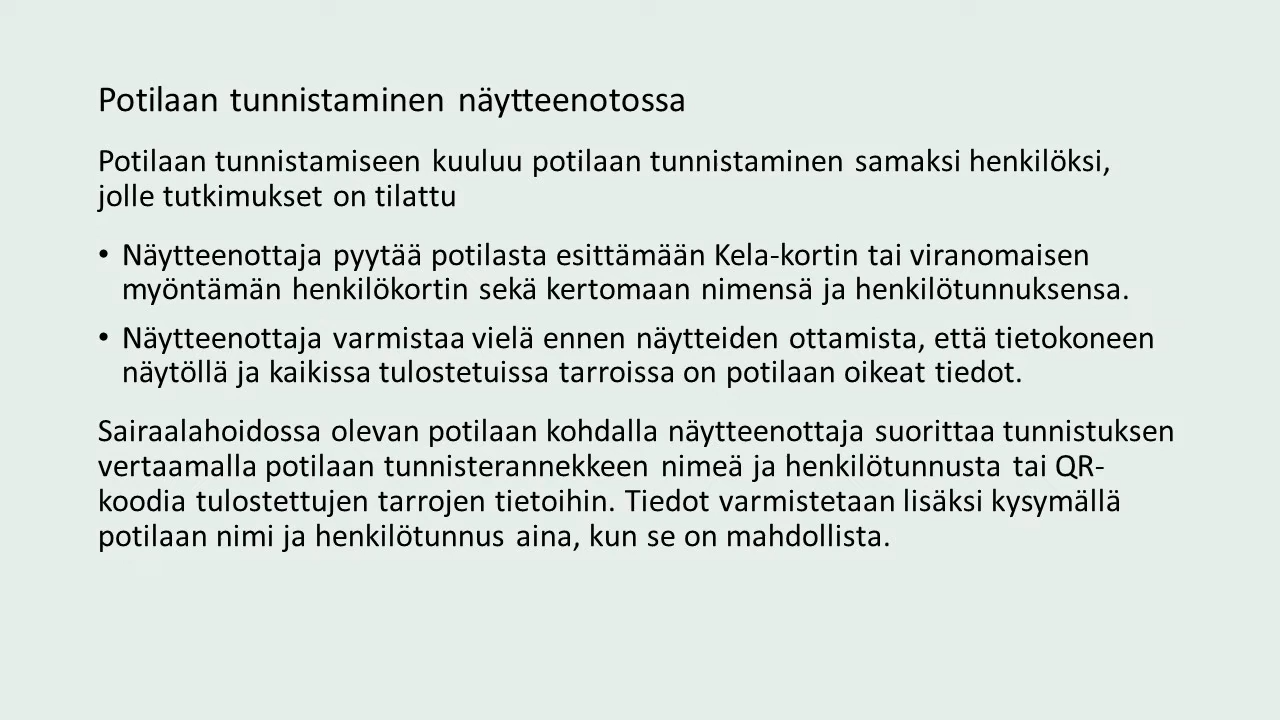 Potilaan tunnistaminen näytteenotossa
Potilaan tunnistamiseen kuuluu potilaan tunnistaminen samaksi henkilöksi,
jolle tutkimukset on tilattu
• Näytteenottaja pyytää potilasta esittämään Kela-kortin tai viranomaisen
myöntämän henkilökortin sekä kertomaan nimensä ja henkilötunnuksensa.
• Näytteenottaja varmistaa vielä ennen näytteiden ottamista, että tietokoneen
näytöllä ja kaikissa tulostetuissa tarroissa on potilaan oikeat tiedot.
Sairaalahoidossa olevan potilaan kohdalla näytteenottaja suorittaa tunnistuksen
vertaamalla potilaan tunnisterannekkeen nimeä ja henkilötunnusta tai QR-
koodia tulostettujen tarrojen tietoihin. Tiedot varmistetaan lisäksi kysymällä
potilaan nimi ja henkilötunnus aina, kun se on mahdollista.